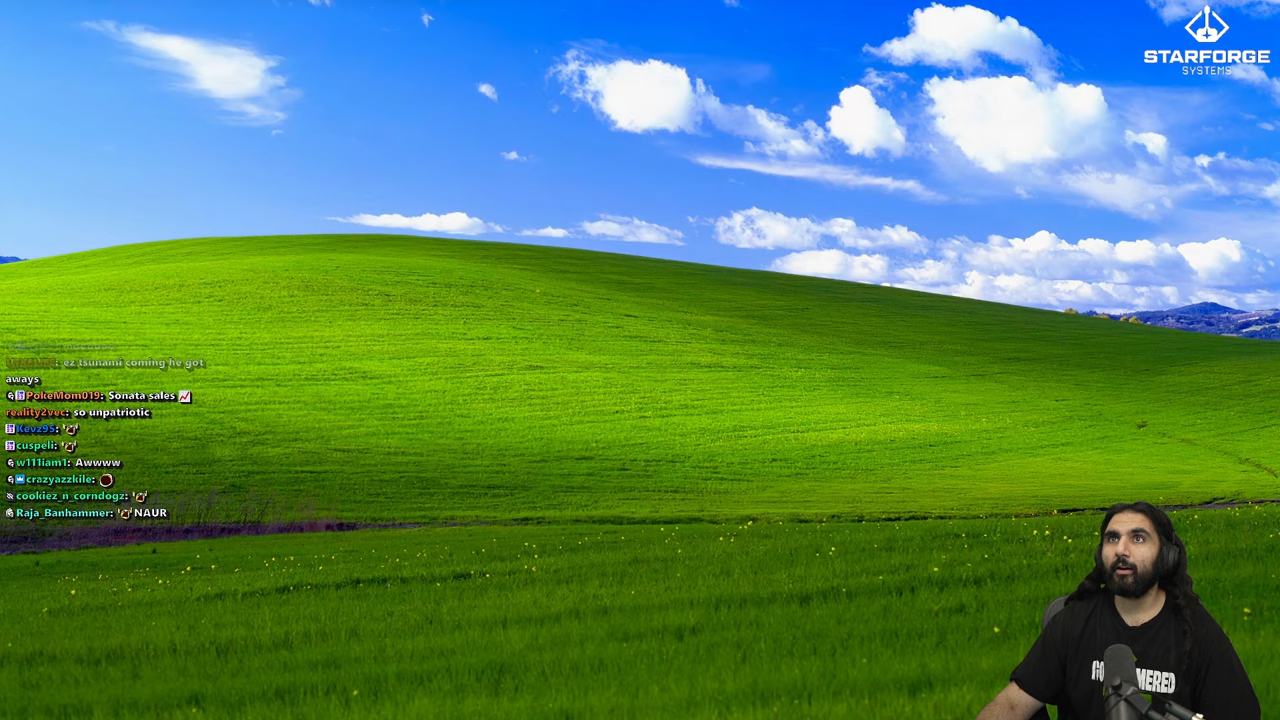 STARFORGE
SYSTEMS
: ez tsunami coming he got
aways
PokeMom019: Sonata sales
reality2vec: so unpatriotic
Kevz95:
cuspeli:
w111iam1: Awwww
crazyazzkile:
cookiez_n_corndogz:
Raja_Banhammer: NAUR